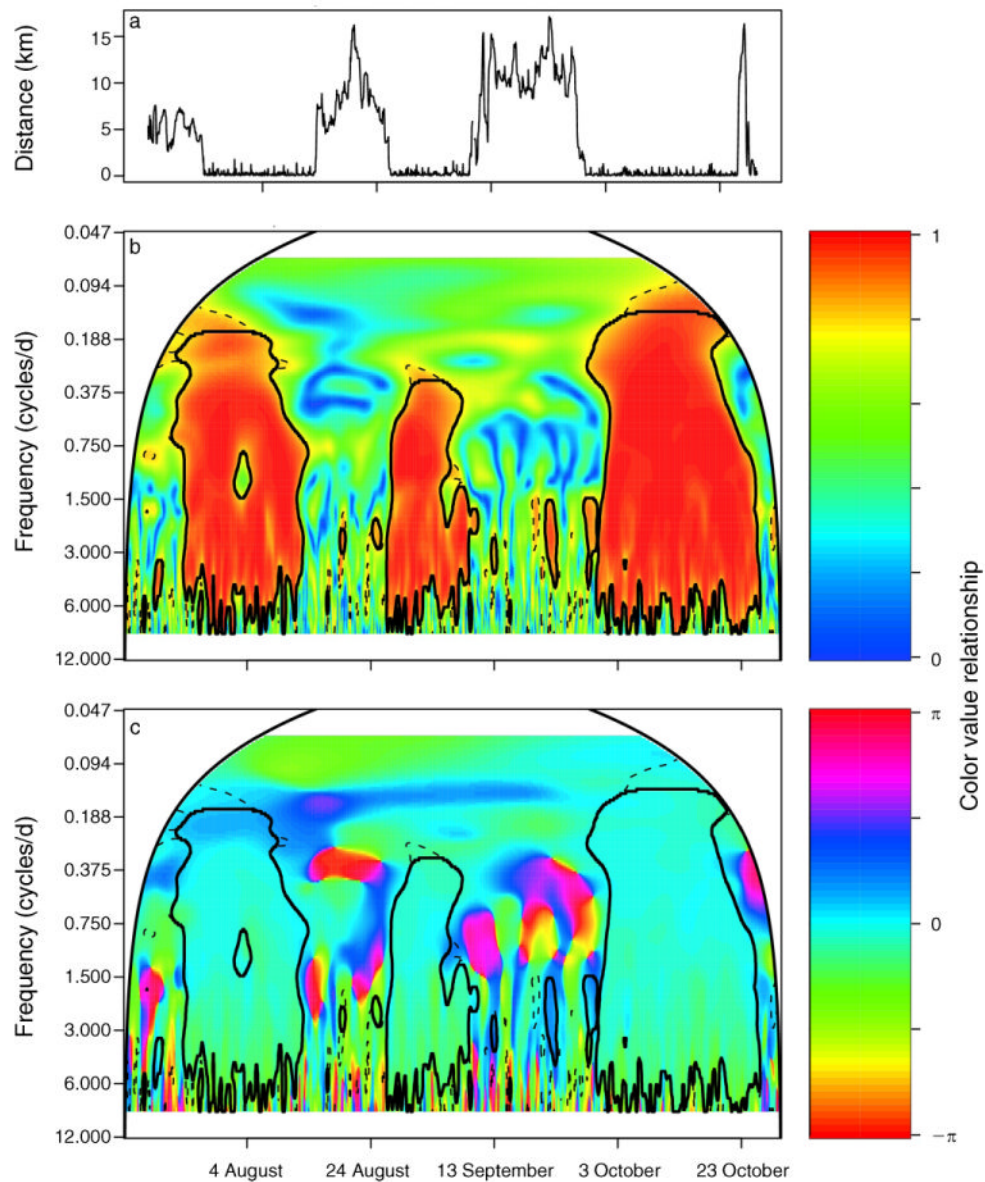 a
Distance (km)
15
10
5
0
b
Frequency (cycles/d)
0.047
0.094
0.188
0.375
0.750
1.500
3.000
6.000
12.000
1
0
c
Frequency (cycles/d)
0.047
0.094
0.188
0.375
0.750
1.500
3.000
6.000
12.000
π
0
−π
Color value relationship
4 August
24 August
13 September
3 October
23 October